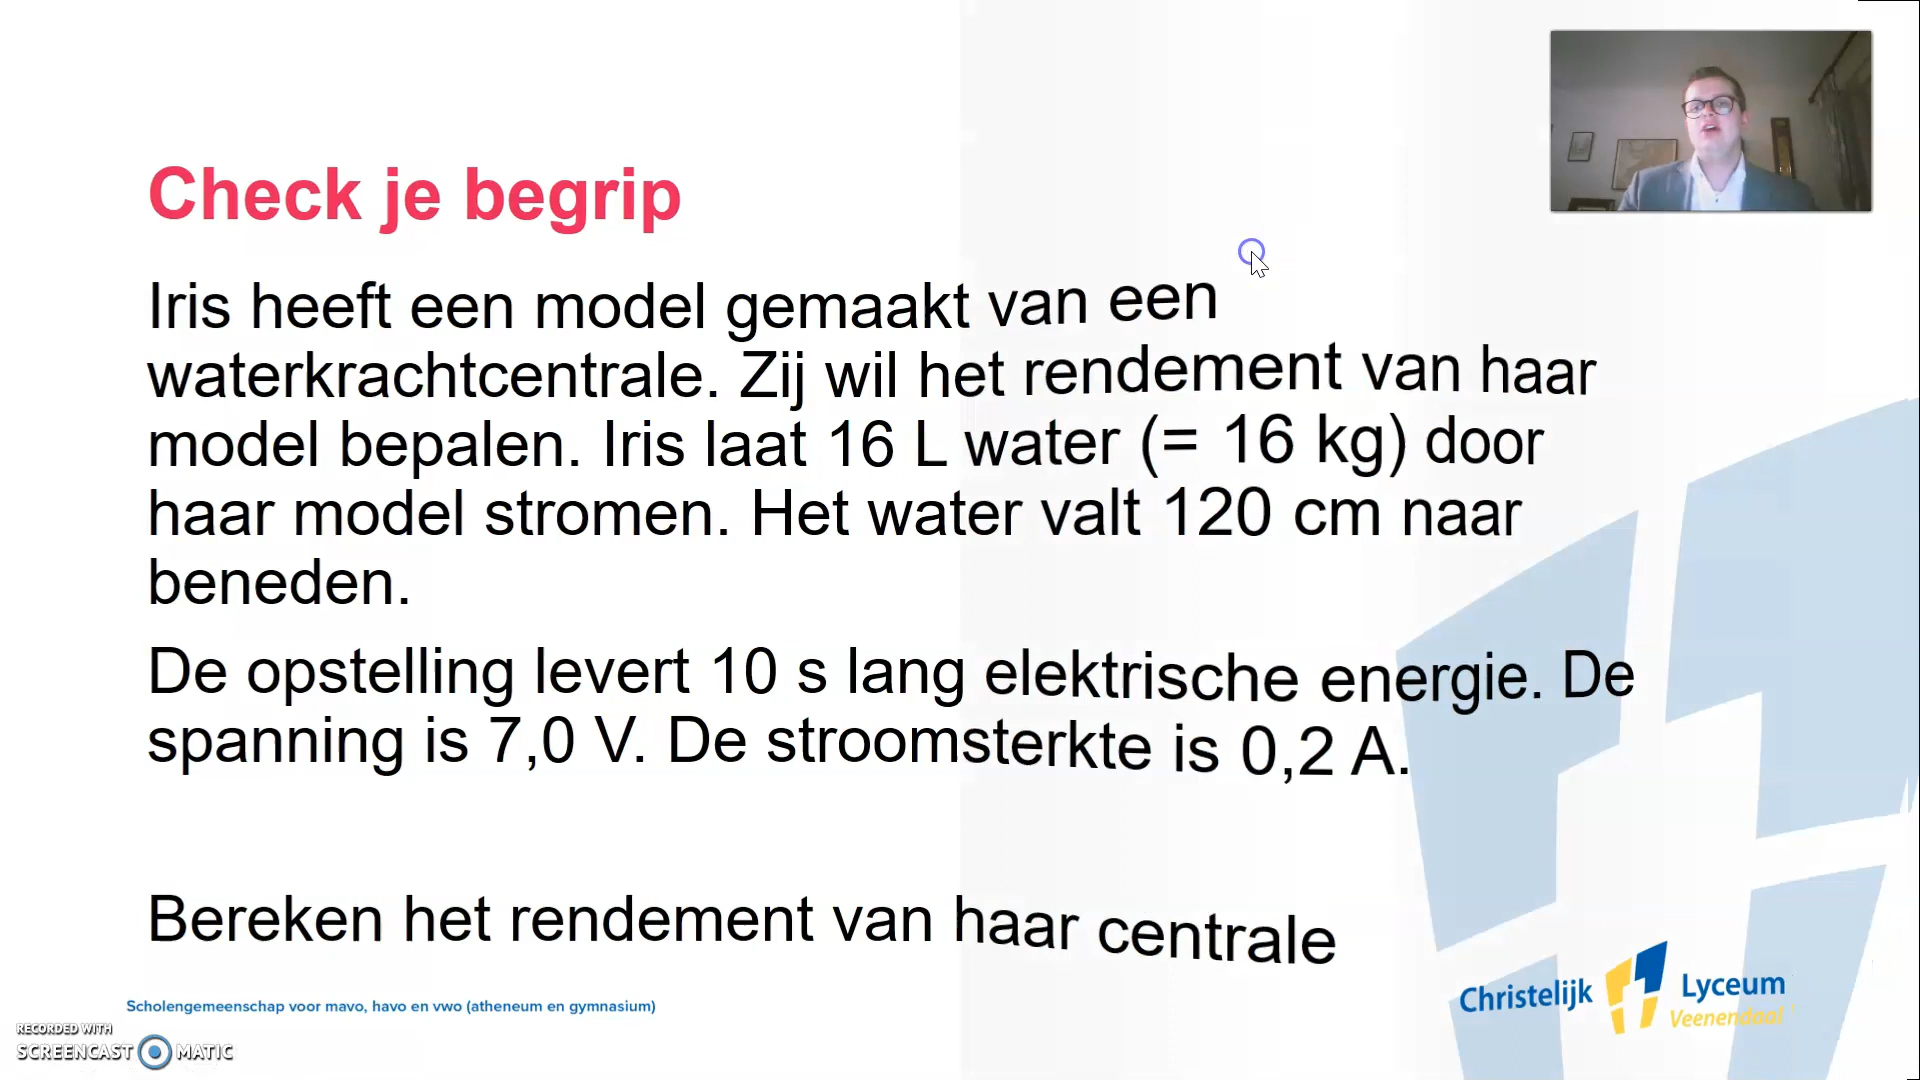 Check je begrip
Iris heeft een model gemaakt van een
waterkrachtcentrale. Zij wil het rendement van haar
model bepalen. Iris laat 16 L water (= 16 kg) door
haar model stromen. Het water valt 120 cm naar
beneden.
De opstelling levert 10 s lang elektrische energie. De
spanning is 7,0 V. De stroomsterkte is 0,2 A.
Bereken het rendement van haar centrale
Scholengemeenschap voor mavo, havo en vwo (atheneum en gymnasium)
Christelijk Lyceum
Veenendaal
RECORDED WITH
SCREENCAST MATIC